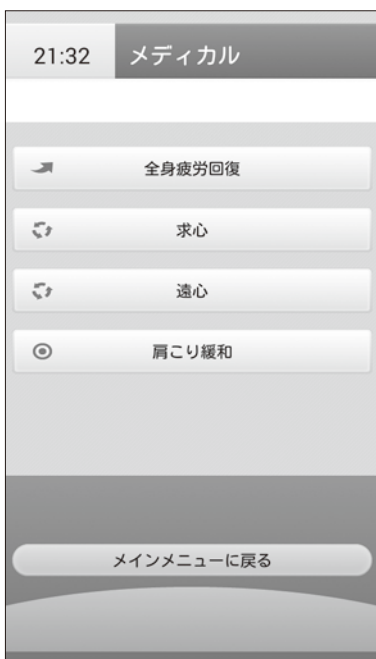 21:32 メディカル
全身疲労回復
求心
遠心
肩こり緩和
メインメニューに戻る